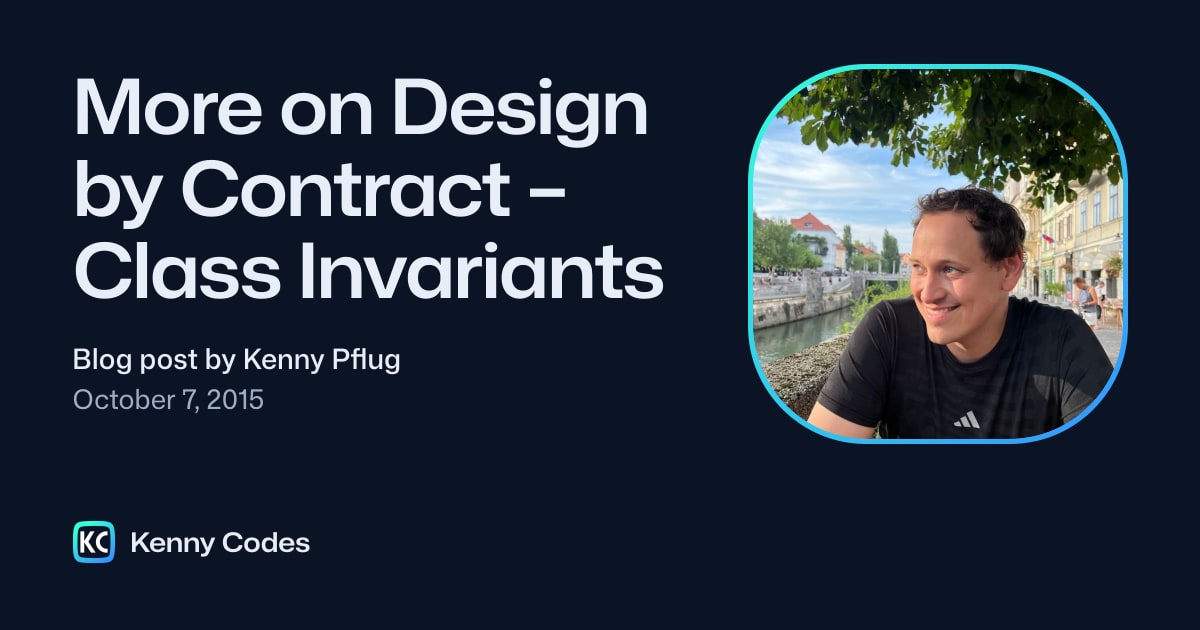 More on Design
by Contract –
Class Invariants
Blog post by Kenny Pflug
October 7, 2015
KC
Kenny Codes